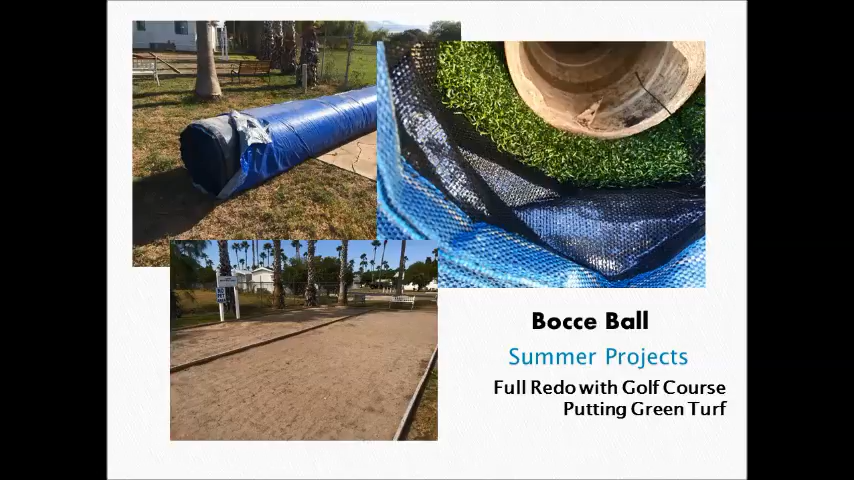 Bocce Ball
Summer Projects
Full Redo with Golf Course
Putting Green Turf